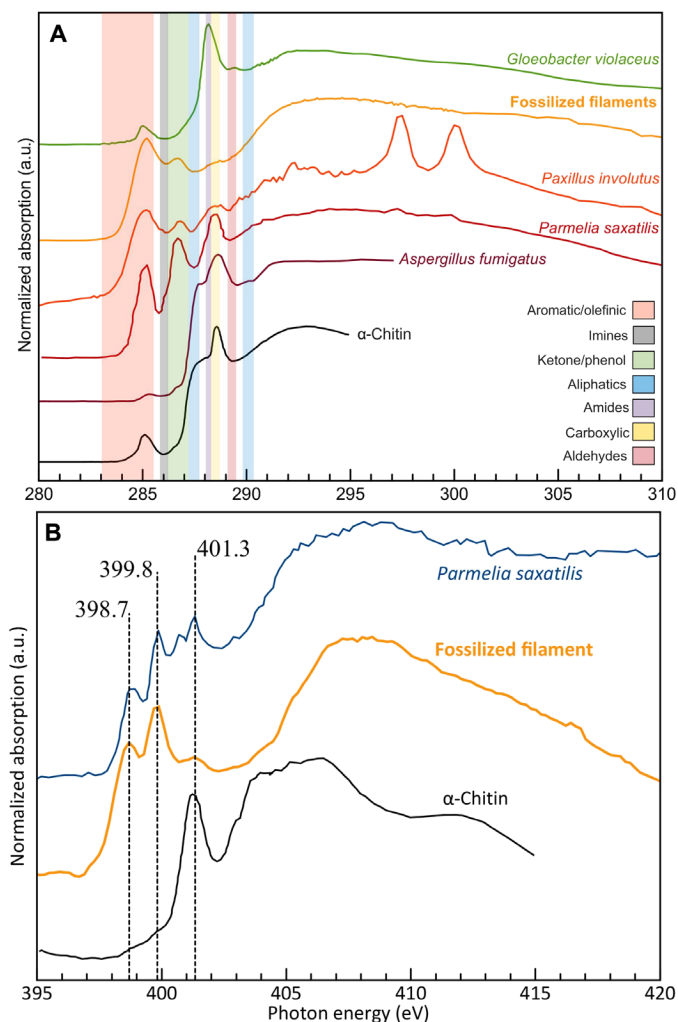 A
Gloeobacter violaceus
Fossilized filaments
Paxillus involutus
Parmelia saxatilis
Aspergillus fumigatus
α-Chitin
Normalized absorption (a.u.)
Aromatic/olefinic
Imines
Ketone/phenol
Aliphatics
Amides
Carboxylic
Aldehydes
280 285 290 295 300 305 310
B
401.3
399.8
398.7
Parmelia saxatilis
Fossilized filament
α-Chitin
Normalized absorption (a.u.)
395 400 405 410 415 420
Photon energy (eV)